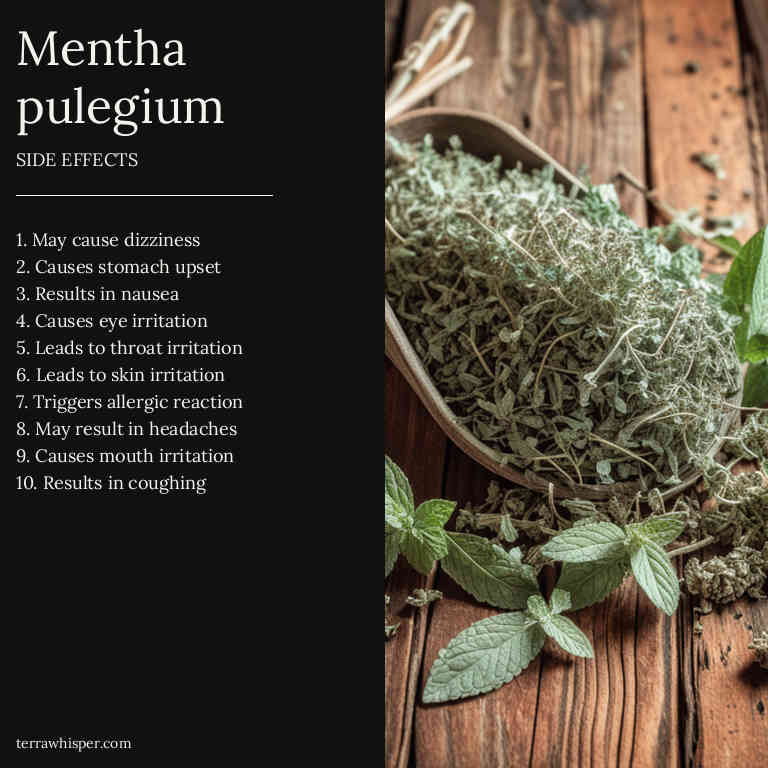 Mentha
pulegium
SIDE EFFECTS
1. May cause dizziness
2. Causes stomach upset
3. Results in nausea
4. Causes eye irritation
5. Leads to throat irritation
6. Leads to skin irritation
7. Triggers allergic reaction
8. May result in headaches
9. Causes mouth irritation
10. Results in coughing
terrawhisper.com